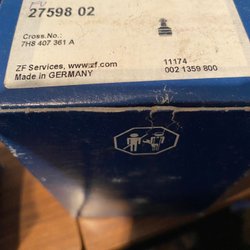 27598 02
Cross.No.:
7H8 407 361 A
ZF Services, www.zf.com
11174
Made in GERMANY
002 1359 800